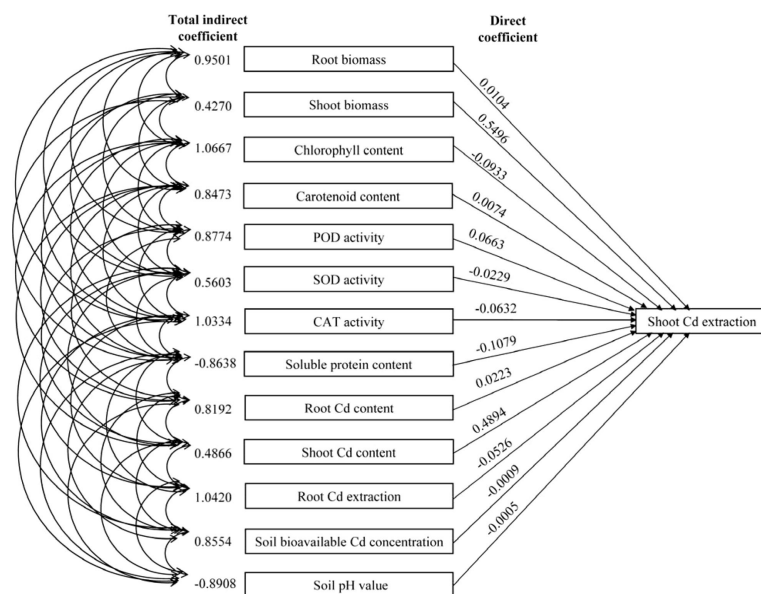 Total indirect
coefficient
Direct
coefficient
0.9501 Root biomass 0.0104
0.4270 Shoot biomass 0.5496
1.0667 Chlorophyll content -0.0933
0.8473 Carotenoid content 0.0074
0.8774 POD activity 0.0663
0.5603 SOD activity -0.0229
1.0334 CAT activity -0.0632
-0.8638 Soluble protein content -0.1079
0.8192 Root Cd content 0.0223
0.4866 Shoot Cd content 0.4894
1.0420 Root Cd extraction -0.0526
0.8554 Soil bioavailable Cd concentration -0.0009
-0.8908 Soil pH value -0.0005
Shoot Cd extraction